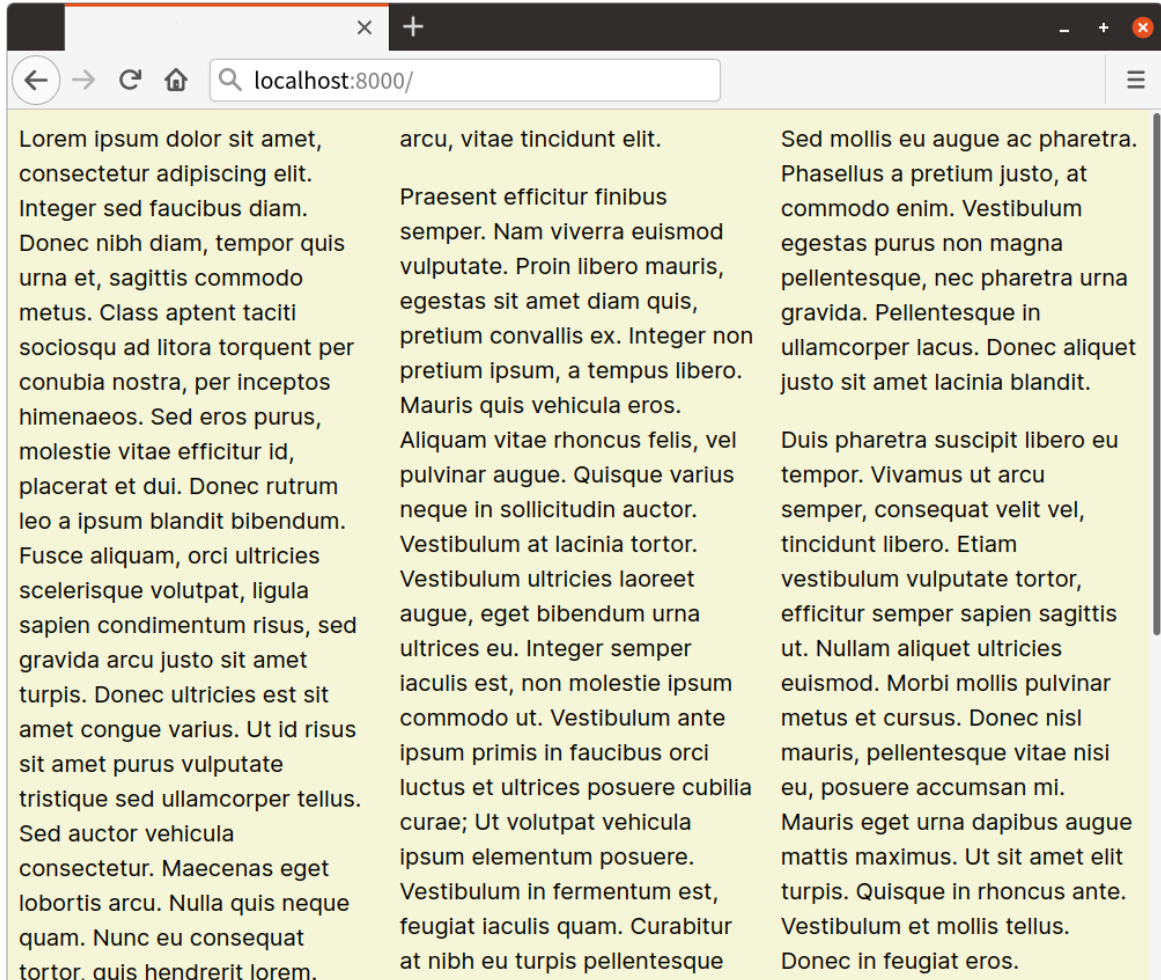 localhost:8000/
Lorem ipsum dolor sit amet,
consectetur adipiscing elit.
Integer sed faucibus diam.
Donec nibh diam, tempor quis
urna et, sagittis commodo
metus. Class aptent taciti
sociosqu ad litora torquent per
conubia nostra, per inceptos
himenaeos. Sed eros purus,
molestie vitae efficitur id,
placerat et dui. Donec rutrum
leo a ipsum blandit bibendum.
Fusce aliquam, orci ultricies
scelerisque volutpat, ligula
sapien condimentum risus, sed
gravida arcu justo sit amet
turpis. Donec ultricies est sit
amet congue varius. Ut id risus
sit amet purus vulputate
tristique sed ullamcorper tellus.
Sed auctor vehicula
consectetur. Maecenas eget
lobortis arcu. Nulla quis neque
quam. Nunc eu consequat
tortor, quis hendrerit lorem.
arcu, vitae tincidunt elit.
Praesent efficitur finibus
semper. Nam viverra euismod
vulputate. Proin libero mauris,
egestas sit amet diam quis,
pretium convallis ex. Integer non
pretium ipsum, a tempus libero.
Mauris quis vehicula eros.
Aliquam vitae rhoncus felis, vel
pulvinar augue. Quisque varius
neque in sollicitudin auctor.
Vestibulum at lacinia tortor.
Vestibulum ultricies laoreet
augue, eget bibendum urna
ultrices eu. Integer semper
iaculis est, non molestie ipsum
commodo ut. Vestibulum ante
ipsum primis in faucibus orci
luctus et ultrices posuere cubilia
curae; Ut volutpat vehicula
ipsum elementum posuere.
Vestibulum in fermentum est,
feugiat iaculis quam. Curabitur
at nibh eu turpis pellentesque
Sed mollis eu augue ac pharetra.
Phasellus a pretium justo, at
commodo enim. Vestibulum
egestas purus non magna
pellentesque, nec pharetra urna
gravida. Pellentesque in
ullamcorper lacus. Donec aliquet
justo sit amet lacinia blandit.
Duis pharetra suscipit libero eu
tempor. Vivamus ut arcu
semper, consequat velit vel,
tincidunt libero. Etiam
vestibulum vulputate tortor,
efficitur semper sapien sagittis
ut. Nullam aliquet ultricies
euismod. Morbi mollis pulvinar
metus et cursus. Donec nisl
mauris, pellentesque vitae nisi
eu, posuere accumsan mi.
Mauris eget urna dapibus augue
mattis maximus. Ut sit amet elit
turpis. Quisque in rhoncus ante.
Vestibulum et mollis tellus.
Donec in feugiat eros.